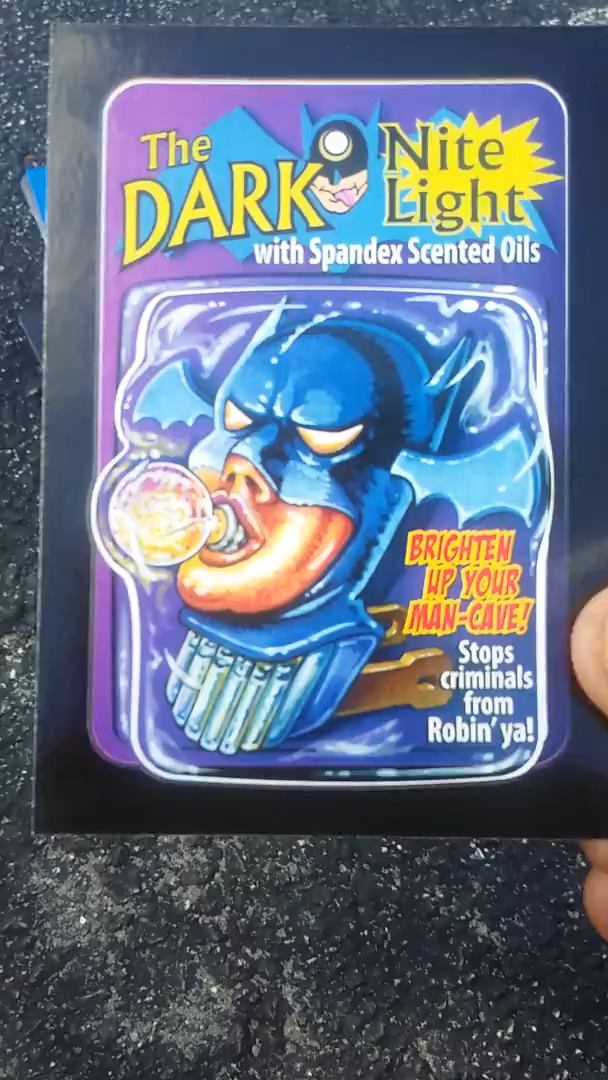 The
DARK
Nite
Light
with Spandex Scented Oils
BRIGHTEN
UP YOUR
MAN-CAVE!
Stops
criminals
from
Robin' ya!